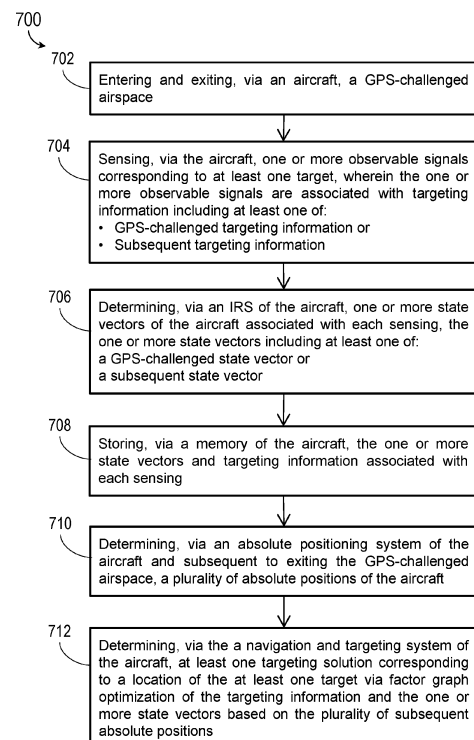 700
702
Entering and exiting, via an aircraft, a GPS-challenged
airspace
704
Sensing, via the aircraft, one or more observable signals
corresponding to at least one target, wherein the one or
more observable signals are associated with targeting
information including at least one of:
• GPS-challenged targeting information or
• Subsequent targeting information
706
Determining, via an IRS of the aircraft, one or more state
vectors of the aircraft associated with each sensing, the
one or more state vectors including at least one of:
a GPS-challenged state vector or
a subsequent state vector
708
Storing, via a memory of the aircraft, the one or more
state vectors and targeting information associated with
each sensing
710
Determining, via an absolute positioning system of the
aircraft and subsequent to exiting the GPS-challenged
airspace, a plurality of absolute positions of the aircraft
712
Determining, via the a navigation and targeting system of
the aircraft, at least one targeting solution corresponding
to a location of the at least one target via factor graph
optimization of the targeting information and the one or
more state vectors based on the plurality of subsequent
absolute positions